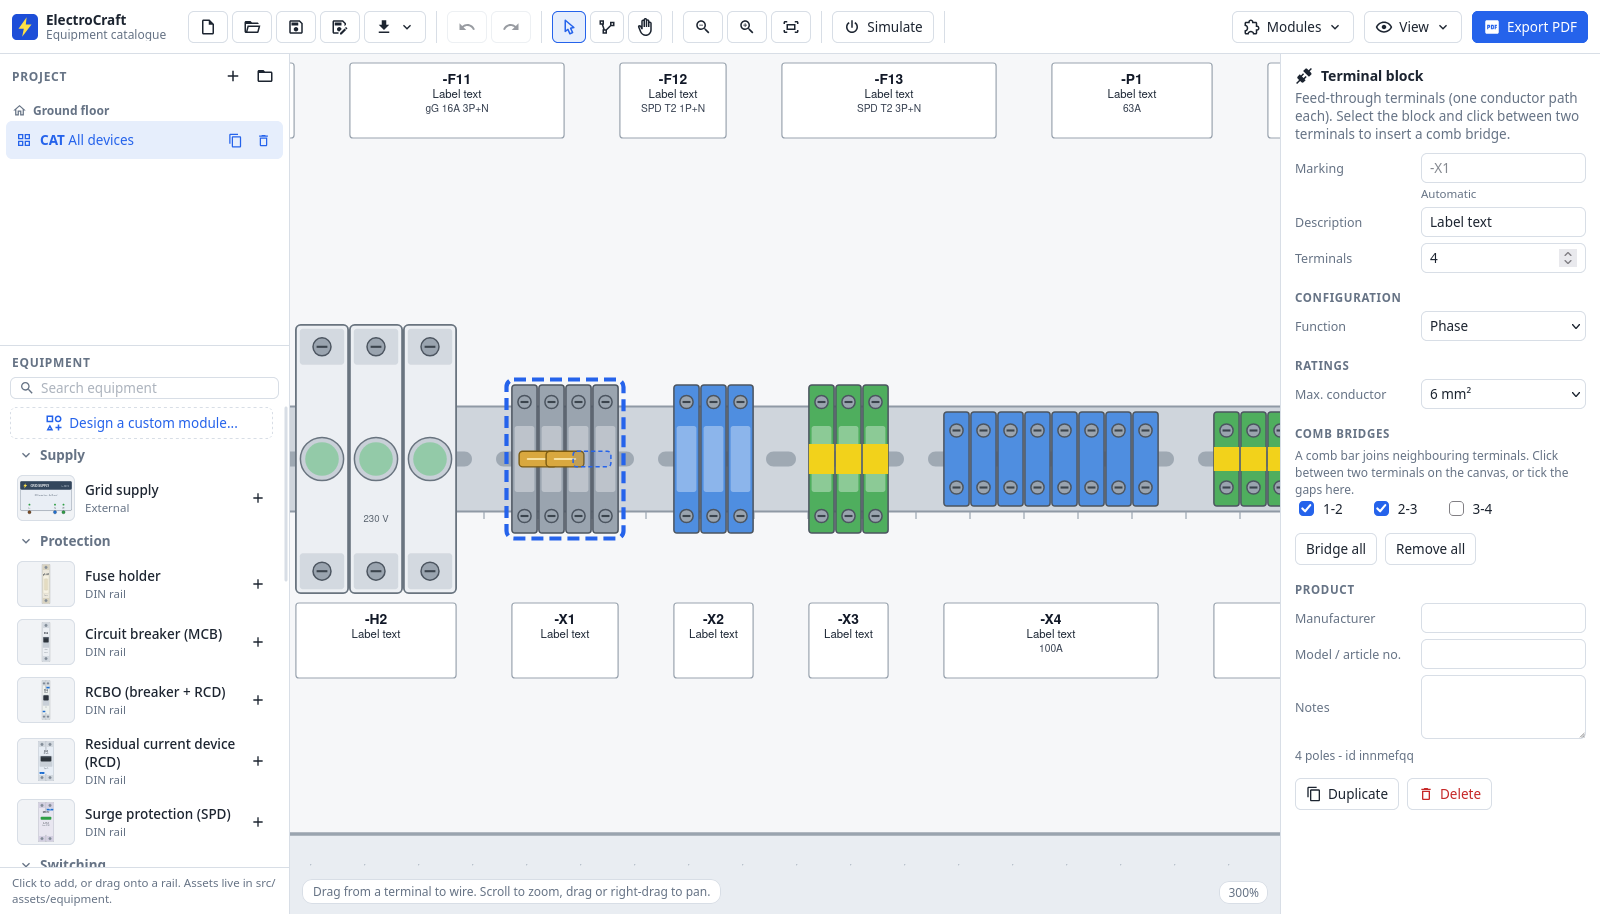 ElectroCraft
Equipment catalogue
Simulate
Modules
View
Export PDF
PROJECT
Ground floor
CAT All devices
EQUIPMENT
Search equipment
Design a custom module...
Supply
Grid supply
External
Protection
Fuse holder
DIN rail
Circuit breaker (MCB)
DIN rail
RCBO (breaker + RCD)
DIN rail
Residual current device
(RCD)
DIN rail
Surge protection (SPD)
DIN rail
Switching
Click to add, or drag onto a rail. Assets live in src/
assets/equipment.
-F11
Label text
gG 16A 3P+N
-F12
Label text
SPD T2 1P+N
-F13
Label text
SPD T2 3P+N
-P1
Label text
63A
230 V
-H2
Label text
-X1
Label text
-X2
Label text
-X3
Label text
-X4
Label text
100A
Drag from a terminal to wire. Scroll to zoom, drag or right-drag to pan.
300%
Terminal block
Feed-through terminals (one conductor path
each). Select the block and click between two
terminals to insert a comb bridge.
Marking
-X1
Automatic
Description
Label text
Terminals
4
CONFIGURATION
Function
Phase
RATINGS
Max. conductor
6 mm²
COMB BRIDGES
A comb bar joins neighbouring terminals. Click
between two terminals on the canvas, or tick the
gaps here.
1-2
2-3
3-4
Bridge all
Remove all
PRODUCT
Manufacturer
Model / article no.
Notes
4 poles - id innmefqq
Duplicate
Delete